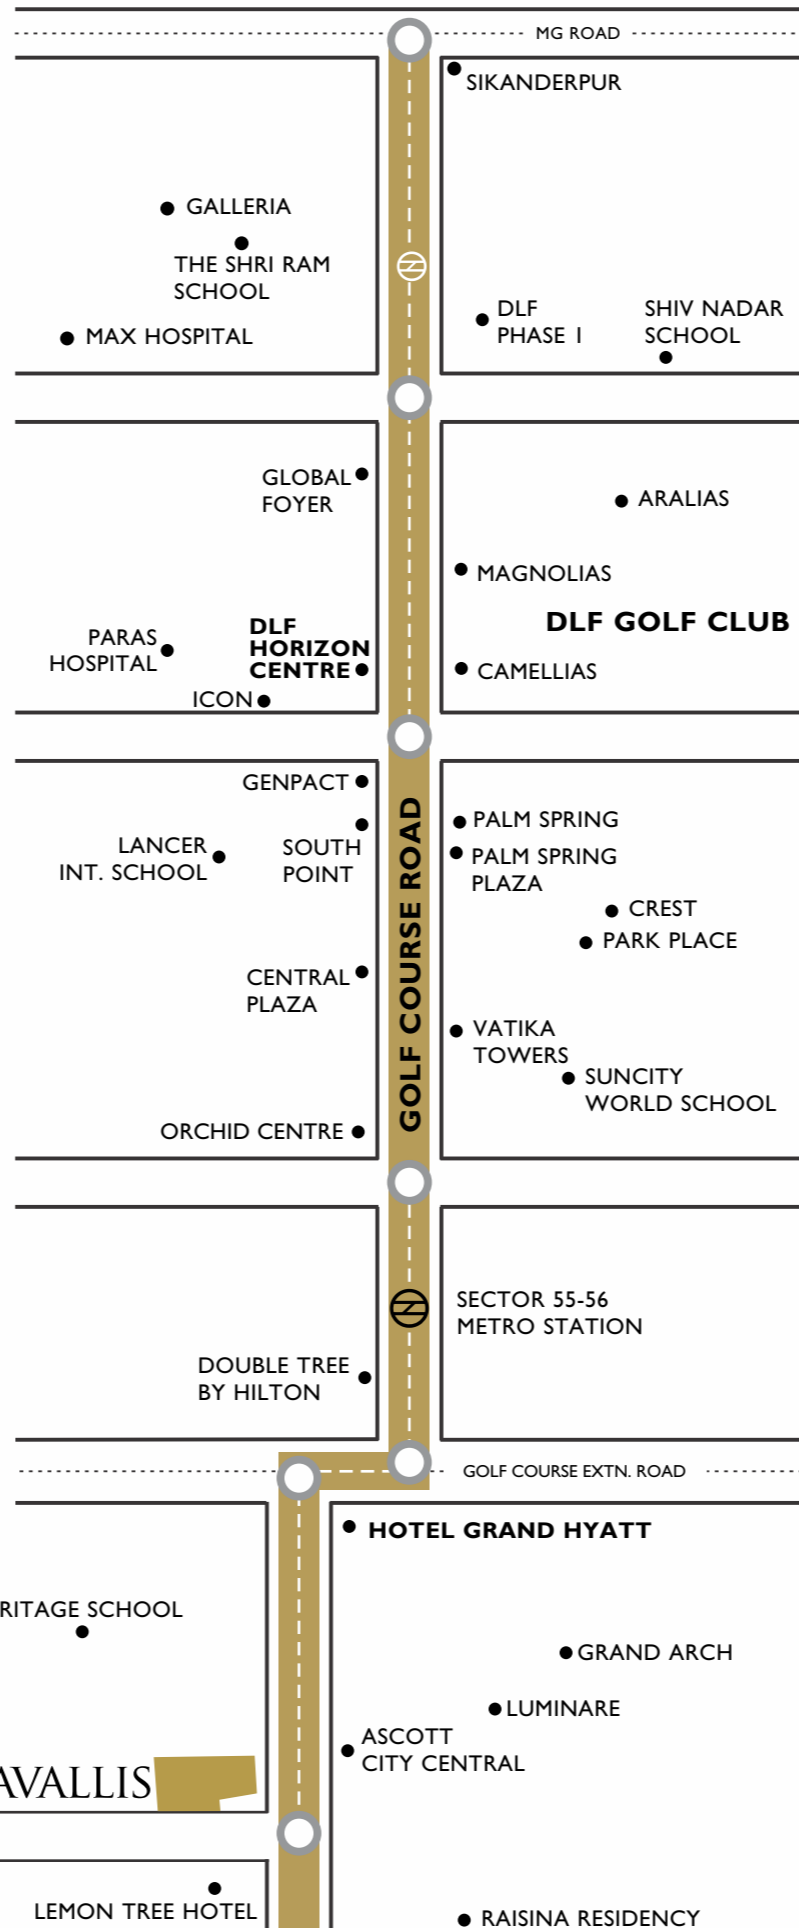 MG ROAD
SIKANDERPUR
GALLERIA
THE SHRI RAM
SCHOOL
MAX HOSPITAL
DLF
PHASE 1
SHIV NADAR
SCHOOL
GLOBAL
FOYER
ARALIAS
MAGNOLIAS
DLF GOLF CLUB
PARAS
HOSPITAL
DLF
HORIZON
CENTRE
CAMELLIAS
ICON
GENPACT
SOUTH
POINT
LANCER
INT. SCHOOL
PALM SPRING
PALM SPRING
PLAZA
CREST
PARK PLACE
CENTRAL
PLAZA
GOLF COURSE ROAD
VATIKA
TOWERS
SUNCITY
WORLD SCHOOL
ORCHID CENTRE
SECTOR 55-56
METRO STATION
DOUBLE TREE
BY HILTON
GOLF COURSE EXTN. ROAD
HOTEL GRAND HYATT
RITAGE SCHOOL
GRAND ARCH
LUMINARE
ASCOTT
CITY CENTRAL
AVALLIS
LEMON TREE HOTEL
RAISINA RESIDENCY